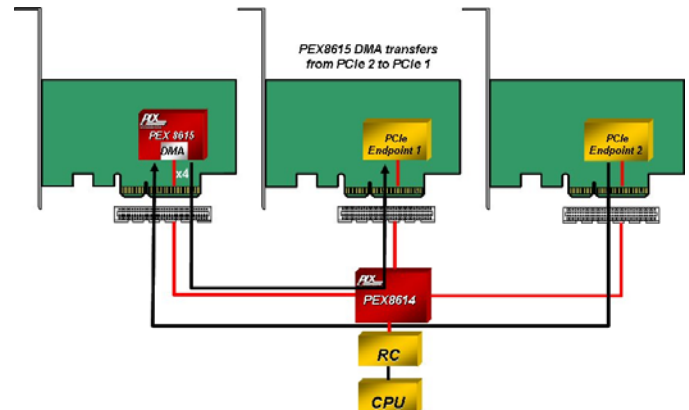 PEX8615 DMA transfers
from PCIe 2 to PCIe 1
PLX
PEX 8615
DMA
x4
PCIe
Endpoint 1
PCIe
Endpoint 2
PLX
PEX8614
RC
CPU